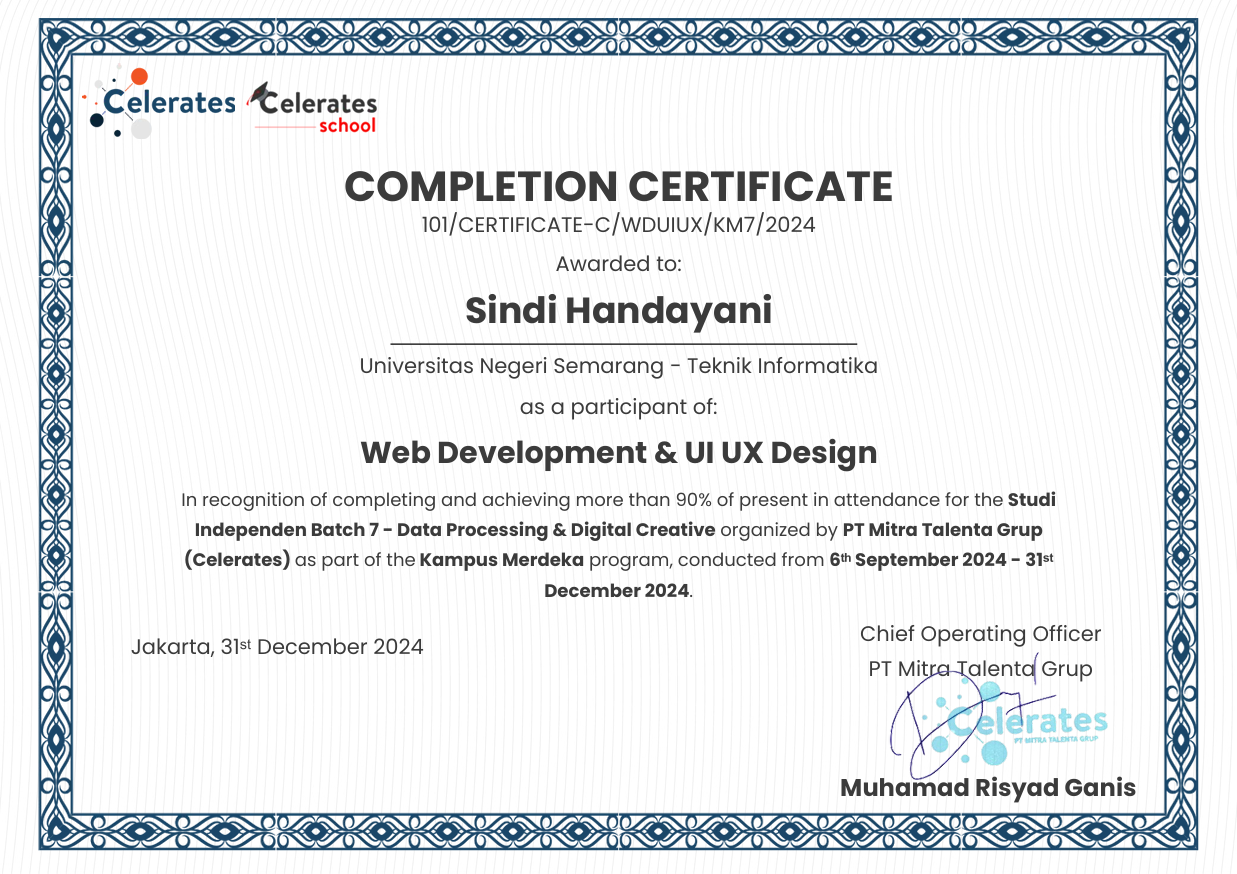 Celerates Celerates
school
COMPLETION CERTIFICATE
101/CERTIFICATE-C/WDUIUX/KM7/2024
Awarded to:
Sindi Handayani
Universitas Negeri Semarang - Teknik Informatika
as a participant of:
Web Development & UI UX Design
In recognition of completing and achieving more than 90% of present in attendance for the Studi
Independen Batch 7 - Data Processing & Digital Creative organized by PT Mitra Talenta Grup
(Celerates) as part of the Kampus Merdeka program, conducted from 6th September 2024 - 31st
December 2024.
Jakarta, 31st December 2024
Chief Operating Officer
PT Mitra Talenta Grup
Celerates
PT MITRA TALENTA GRUP
Muhamad Risyad Ganis